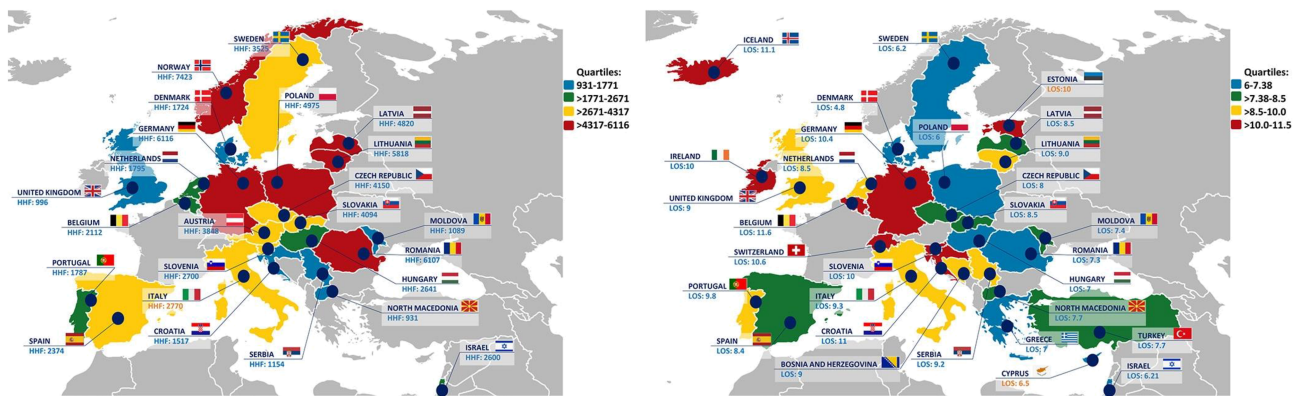 SWEDEN
HHF: 3525
NORWAY
HHF: 7423
DENMARK
HHF: 1724
POLAND
HHF: 4975
GERMANY
HHF: 6116
LATVIA
HHF: 4820
LITHUANIA
HHF: 5818
NETHERLANDS
HHF: 1795
CZECH REPUBLIC
HHF: 4150
UNITED KINGDOM
HHF: 996
SLOVAKIA
HHF: 4094
BELGIUM
HHF: 2112
AUSTRIA
HHF: 3848
MOLDOVA
HHF: 1089
ROMANIA
HHF: 6107
PORTUGAL
HHF: 1787
SLOVENIA
HHF: 2700
HUNGARY
HHF: 2641
ITALY
HHF: 2770
NORTH MACEDONIA
HHF: 931
CROATIA
HHF: 1517
SPAIN
HHF: 2374
SERBIA
HHF: 1154
ISRAEL
HHF: 2600
Quartiles:
931-1771
>1771-2671
>2671-4317
>4317-6116
ICELAND
LOS: 11.1
SWEDEN
LOS: 6.2
ESTONIA
LOS:10
DENMARK
LOS: 4.8
LATVIA
LOS: 8.5
GERMANY
LOS: 10.4
POLAND
LOS: 6
LITHUANIA
LOS: 9.0
IRELAND
LOS: 10
NETHERLANDS
LOS: 8.5
CZECH REPUBLIC
LOS: 8
UNITED KINGDOM
LOS: 9
SLOVAKIA
LOS: 8.5
BELGIUM
LOS: 11.6
MOLDOVA
LOS: 7.4
SWITZERLAND
LOS: 10.6
ROMANIA
LOS: 7.3
SLOVENIA
LOS: 10
HUNGARY
LOS: 7
PORTUGAL
LOS: 9.8
ITALY
LOS: 9.3
NORTH MACEDONIA
LOS: 7.7
CROATIA
LOS: 11
TURKEY
LOS: 7.7
SPAIN
LOS: 8.4
GREECE
LOS: 7
BOSNIA AND HERZEGOVINA
LOS: 9
SERBIA
LOS: 9.2
CYPRUS
LOS: 6.5
ISRAEL
LOS: 6.21
Quartiles:
6-7.38
>7.38-8.5
>8.5-10.0
>10.0-11.5